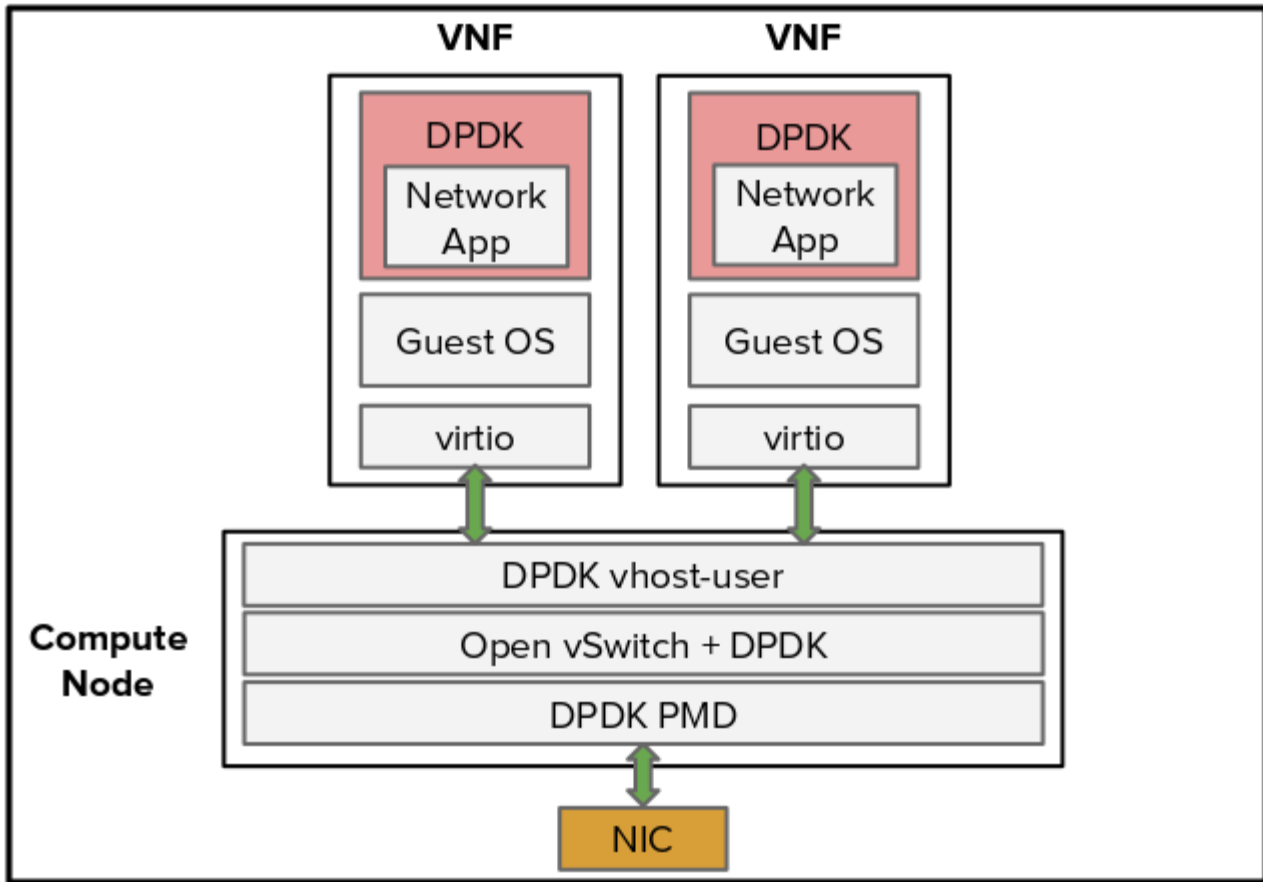 VNF
VNF
DPDK
Network
App
Guest OS
virtio
DPDK
Network
App
Guest OS
virtio
Compute
Node
DPDK vhost-user
Open vSwitch + DPDK
DPDK PMD
NIC